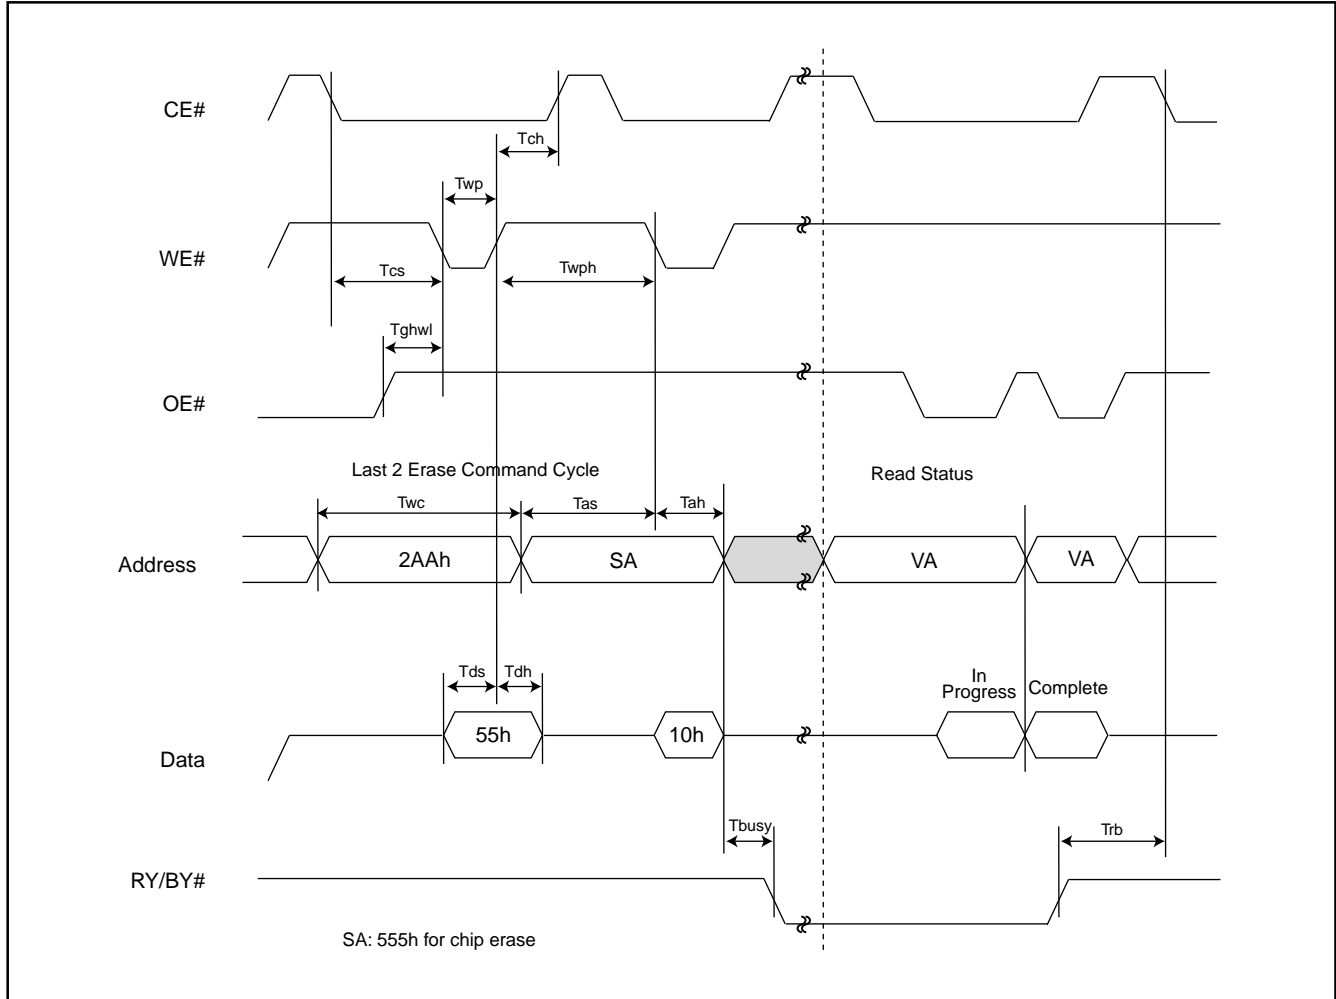 CE#
Tch
Twp
WE#
Tcs
Twph
Tghwl
OE#
Last 2 Erase Command Cycle
Read Status
Twc
Tas
Tah
Address
2AAh
SA
VA
VA
Tds
Tdh
In
Progress
Complete
55h
10h
Data
Tbusy
Trb
RY/BY#
SA: 555h for chip erase